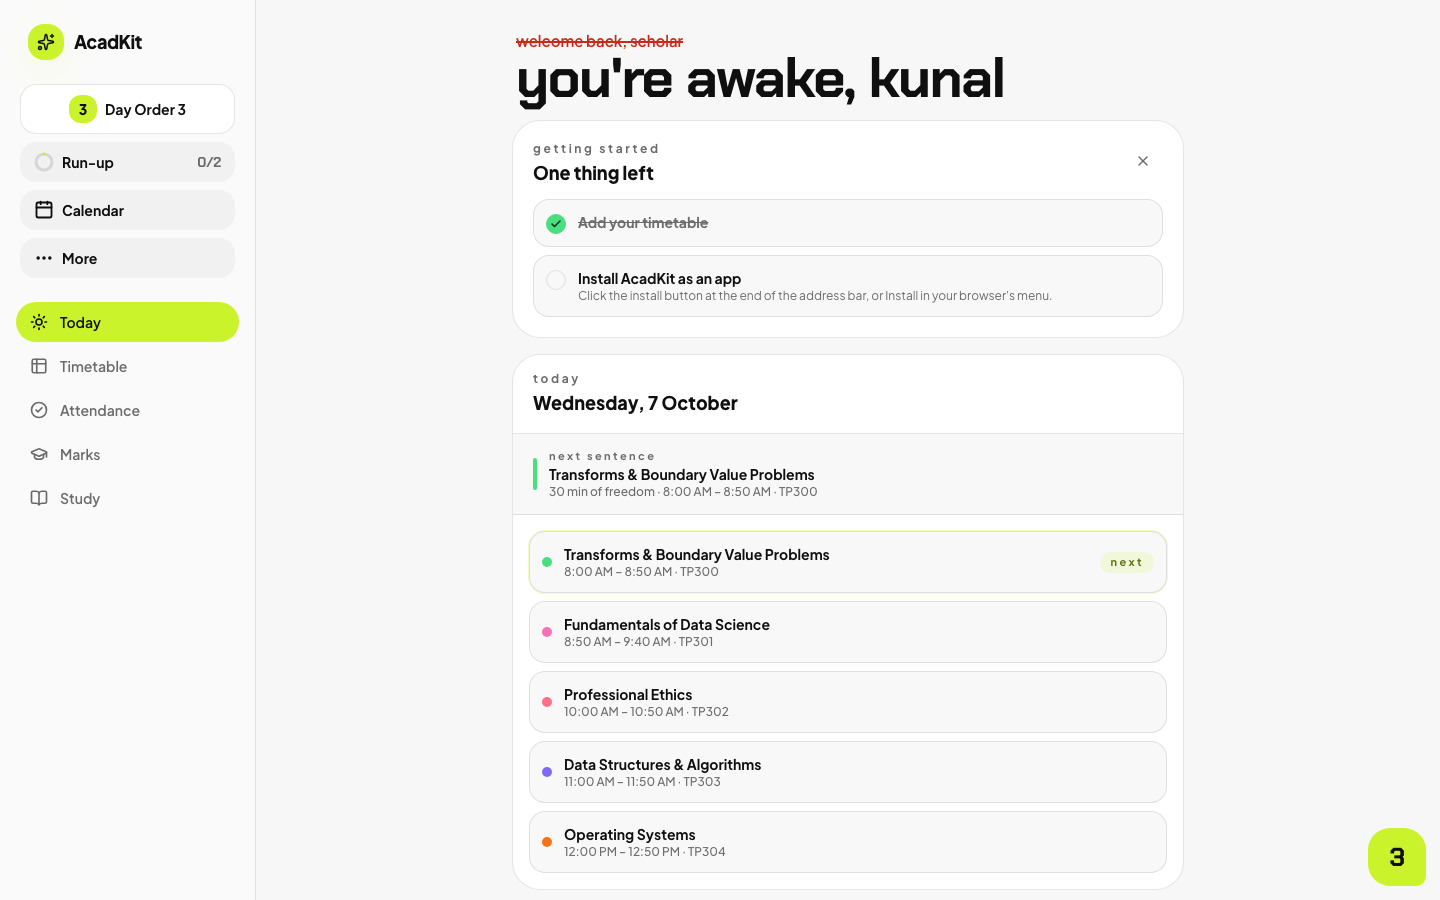 AcadKit
3 Day Order 3
Run-up 0/2
Calendar
More
Today
Timetable
Attendance
Marks
Study
welcome back, scholar
you're awake, kunal
getting started
One thing left
Add your timetable
Install AcadKit as an app
Click the install button at the end of the address bar, or Install in your browser's menu.
today
Wednesday, 7 October
next sentence
Transforms & Boundary Value Problems
30 min of freedom · 8:00 AM – 8:50 AM · TP300
Transforms & Boundary Value Problems
8:00 AM – 8:50 AM · TP300
next
Fundamentals of Data Science
8:50 AM – 9:40 AM · TP301
Professional Ethics
10:00 AM – 10:50 AM · TP302
Data Structures & Algorithms
11:00 AM – 11:50 AM · TP303
Operating Systems
12:00 PM – 12:50 PM · TP304
3